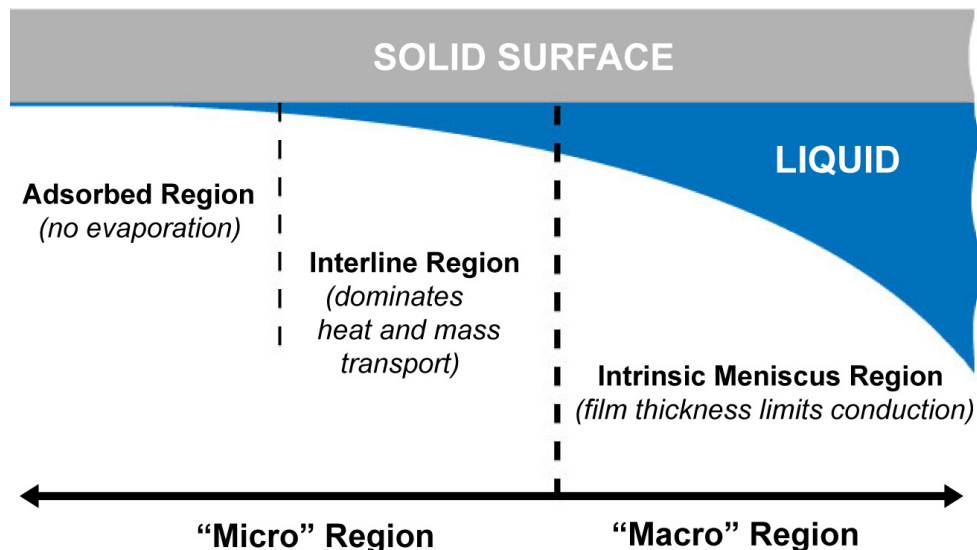 SOLID SURFACE
LIQUID
Adsorbed Region
(no evaporation)
Interline Region
(dominates
heat and mass
transport)
Intrinsic Meniscus Region
(film thickness limits conduction)
“Micro” Region
“Macro” Region